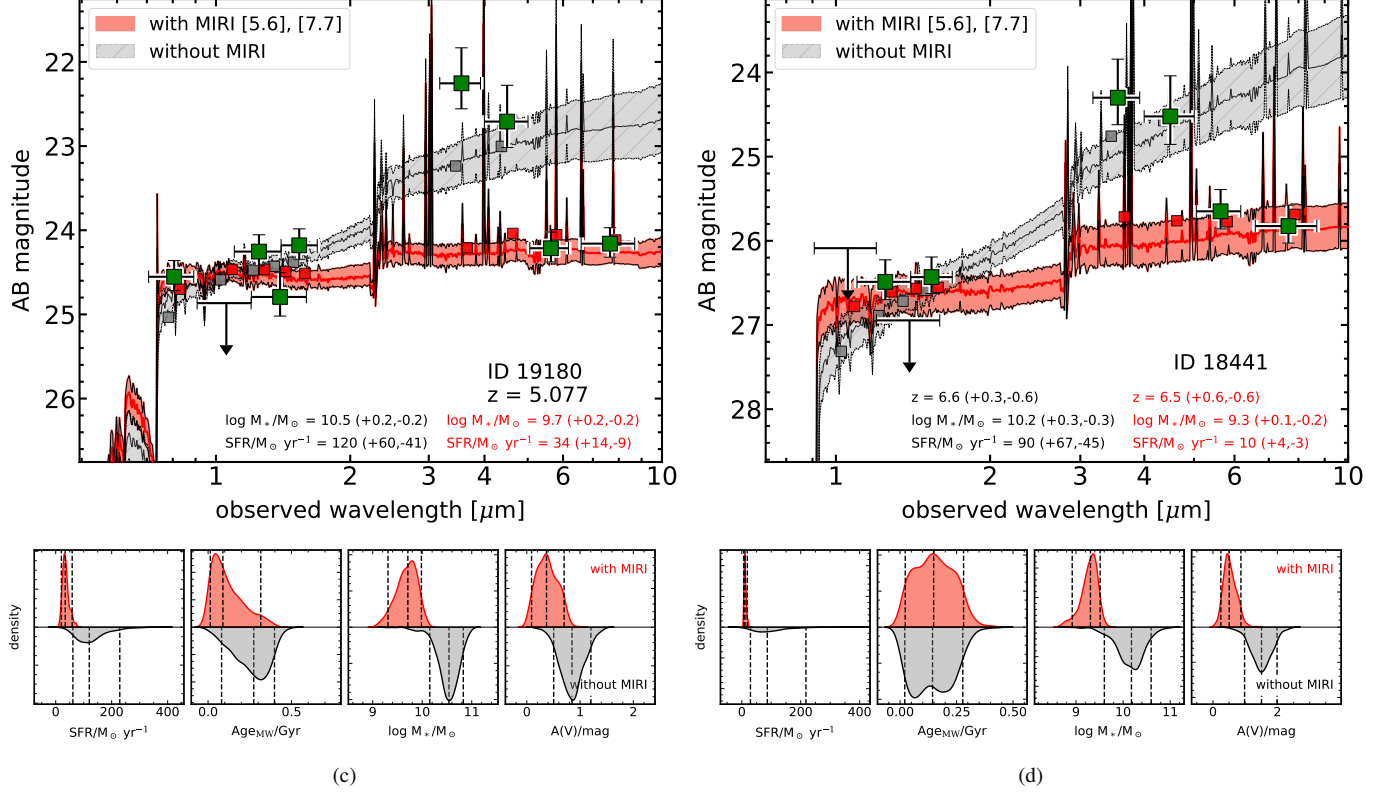 with MIRI [5.6], [7.7]
without MIRI
22
23
24
25
26
AB magnitude
ID 19180
z = 5.077
log M∗/M⊙ = 10.5 (+0.2,-0.2)
log M∗/M⊙ = 9.7 (+0.2,-0.2)
SFR/M⊙ yr⁻¹ = 120 (+60,-41)
SFR/M⊙ yr⁻¹ = 34 (+14,-9)
1 2 3 4 6 10
observed wavelength [μm]
with MIRI
density
without MIRI
0 200 400
0.0 0.5
9 10 11
0 1 2
SFR/M⊙ yr⁻¹
Age_MW/Gyr
log M∗/M⊙
A(V)/mag
(c)
with MIRI [5.6], [7.7]
without MIRI
24
25
26
27
28
AB magnitude
ID 18441
z = 6.6 (+0.3,-0.6)
z = 6.5 (+0.6,-0.6)
log M∗/M⊙ = 10.2 (+0.3,-0.3)
log M∗/M⊙ = 9.3 (+0.1,-0.2)
SFR/M⊙ yr⁻¹ = 90 (+67,-45)
SFR/M⊙ yr⁻¹ = 10 (+4,-3)
1 2 3 4 6 10
observed wavelength [μm]
with MIRI
density
without MIRI
0 200 400
0.00 0.25 0.50
9 10 11
0 2
SFR/M⊙ yr⁻¹
Age_MW/Gyr
log M∗/M⊙
A(V)/mag
(d)